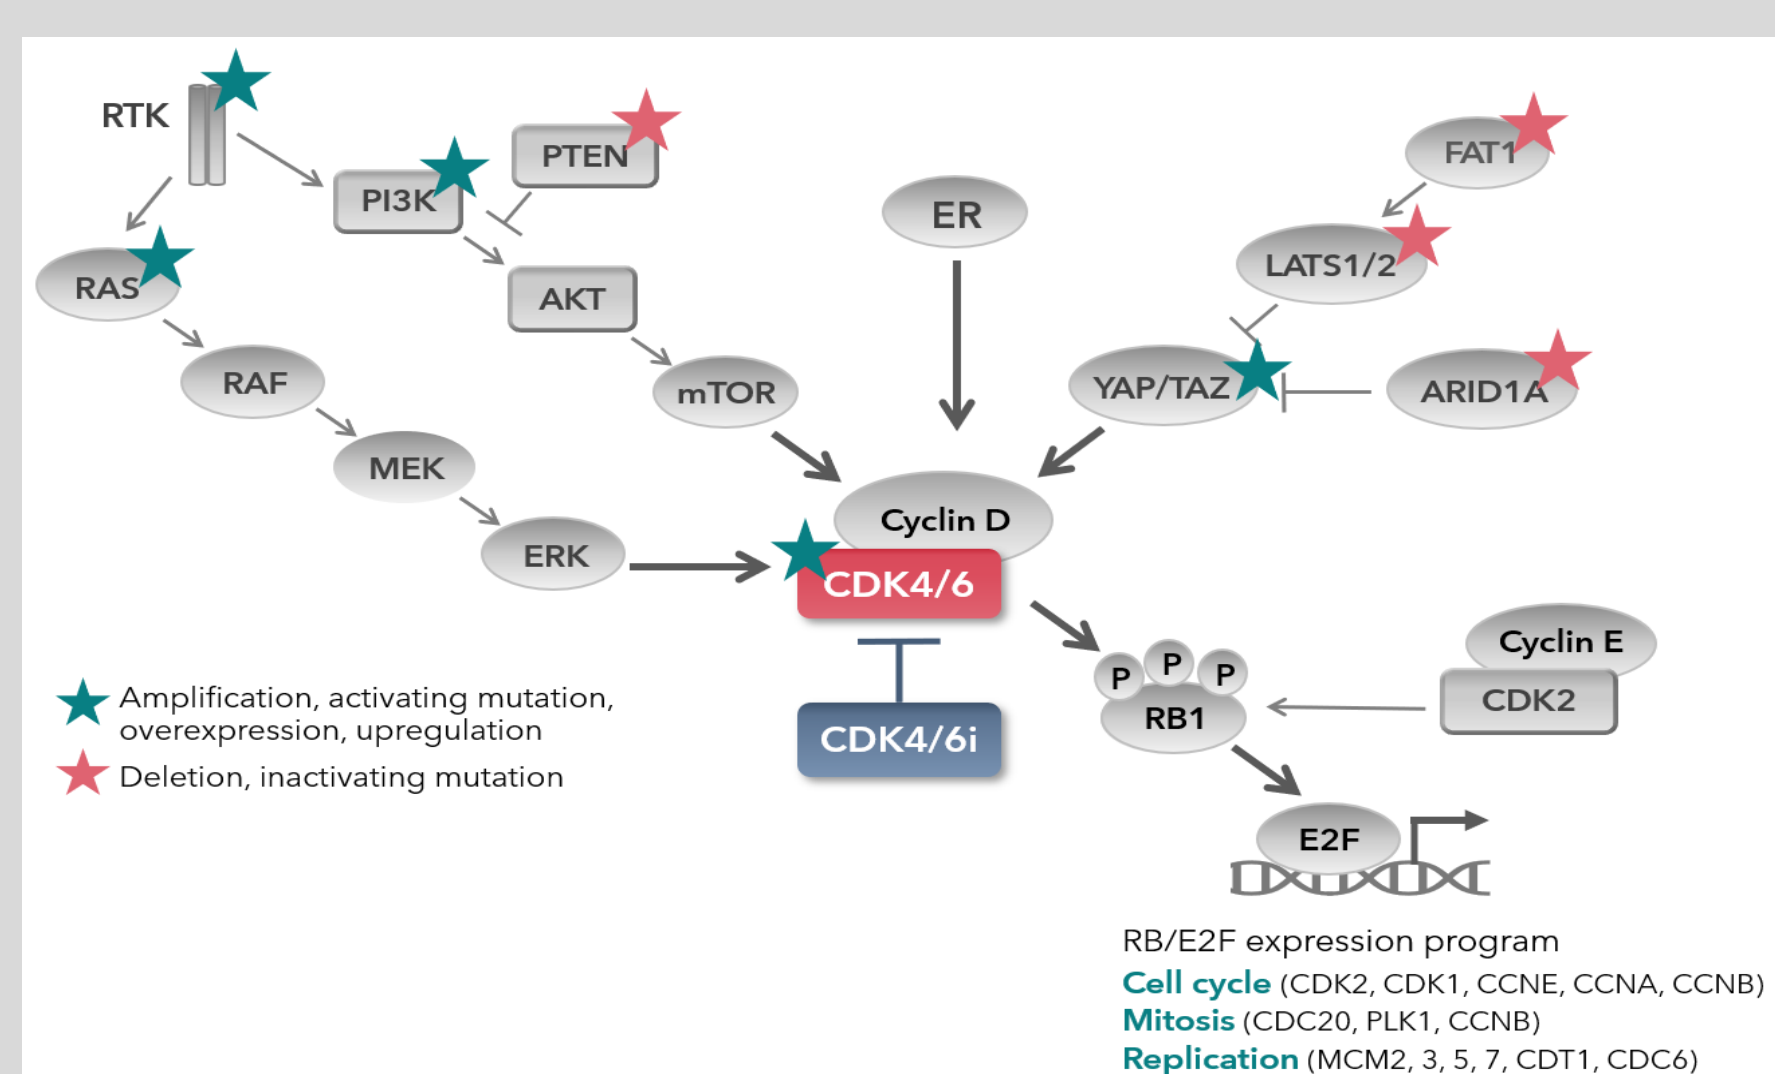 RTK
PTEN
FAT1
PI3K
ER
LATS1/2
RAS
AKT
RAF
mTOR
YAP/TAZ
ARID1A
MEK
Cyclin D
ERK
CDK4/6
Cyclin E
P
P
P
CDK2
RB1
Amplification, activating mutation,
overexpression, upregulation
CDK4/6i
Deletion, inactivating mutation
E2F
RB/E2F expression program
Cell cycle (CDK2, CDK1, CCNE, CCNA, CCNB)
Mitosis (CDC20, PLK1, CCNB)
Replication (MCM2, 3, 5, 7, CDT1, CDC6)